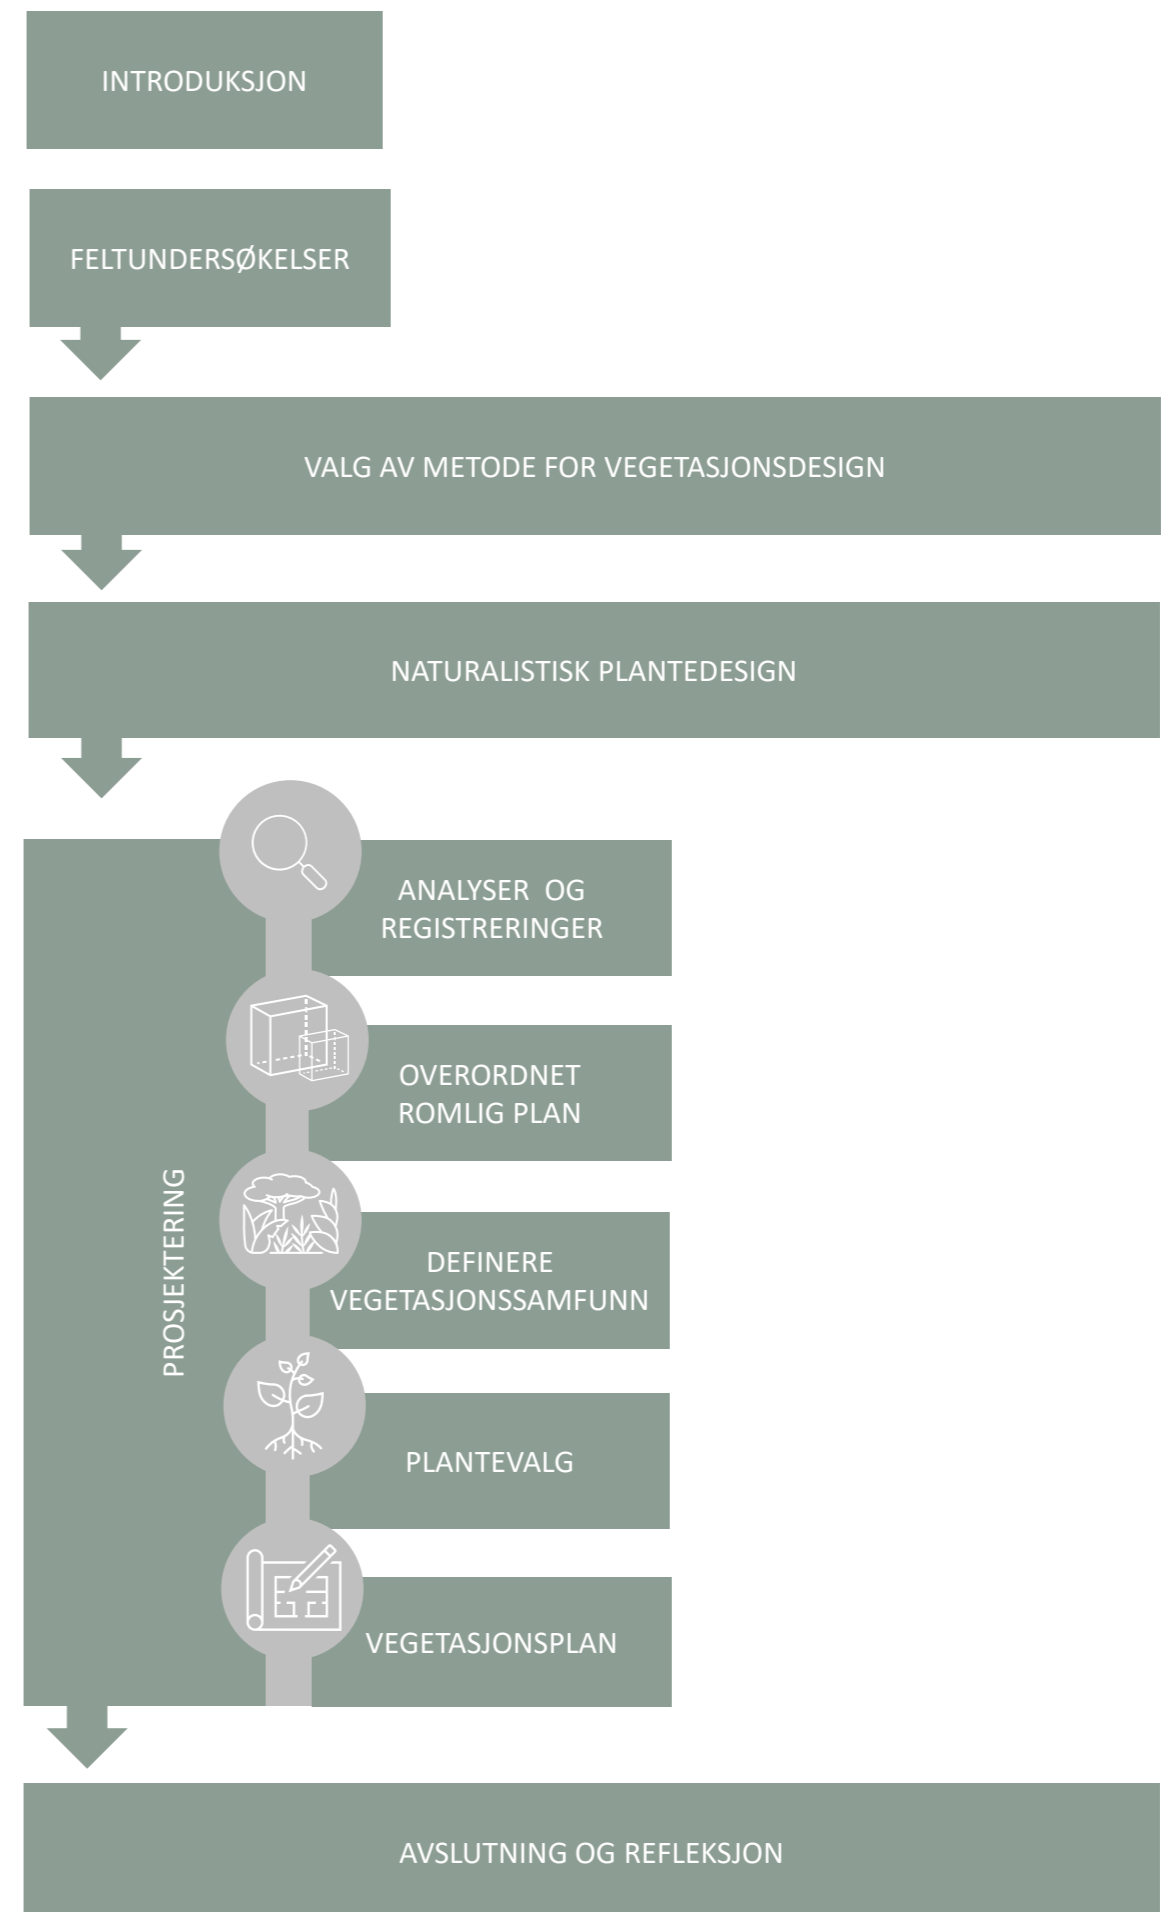 INTRODUKSJON
FELTUNDERSØKELSER
VALG AV METODE FOR VEGETASJONSDESIGN
NATURALISTISK PLANTEDESIGN
PROSJEKTERING
ANALYSER OG
REGISTRERINGER
OVERORDNET
ROMLIG PLAN
DEFINERE
VEGETASJONSSAMFUNN
PLANTEVALG
VEGETASJONSPLAN
AVSLUTNING OG REFLEKSJON